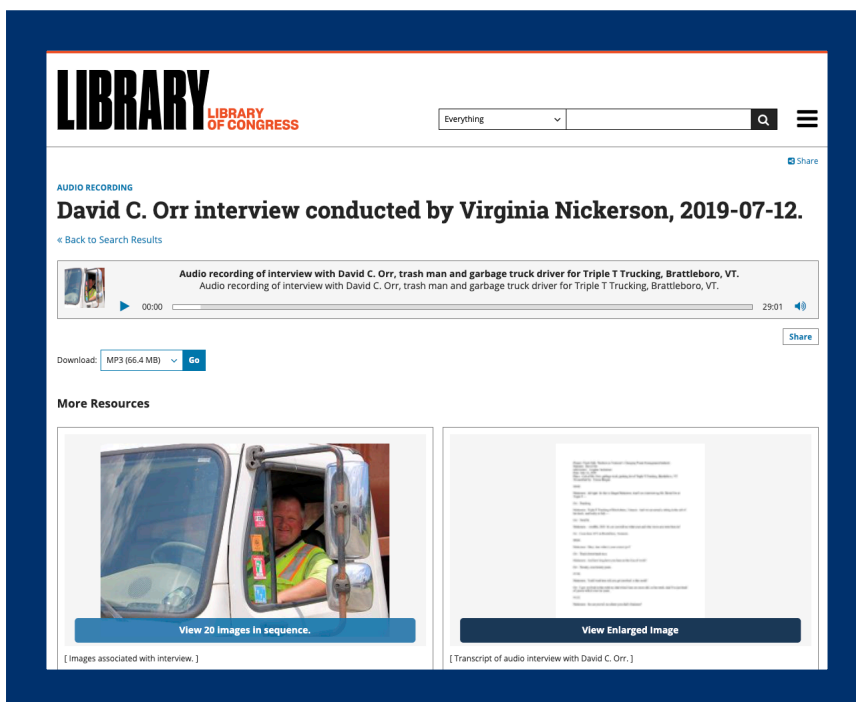 LIBRARY
LIBRARY
OF CONGRESS
Everything
Share
AUDIO RECORDING
David C. Orr interview conducted by Virginia Nickerson, 2019-07-12.
« Back to Search Results
Audio recording of interview with David C. Orr, trash man and garbage truck driver for Triple T Trucking, Brattleboro, VT.
Audio recording of interview with David C. Orr, trash man and garbage truck driver for Triple T Trucking, Brattleboro, VT.
00:00
29:01
Share
Download: MP3 (66.4 MB) Go
More Resources
View 20 images in sequence.
View Enlarged Image
[ Images associated with interview. ]
[ Transcript of audio interview with David C. Orr. ]